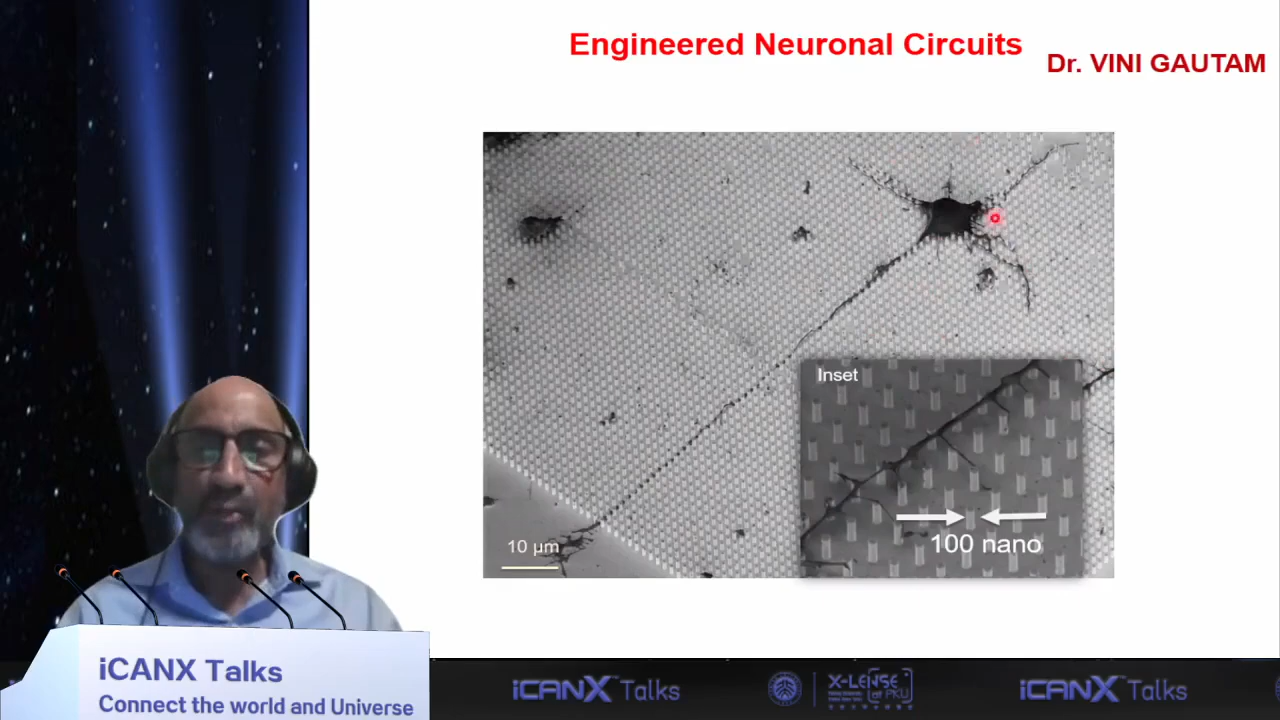 Engineered Neuronal Circuits
Dr. VINI GAUTAM
Inset
100 nano
10 µm
iCANX Talks
Connect the world and Universe
iCANX Talks
X-LENSE
@PKU
iCANX Talks